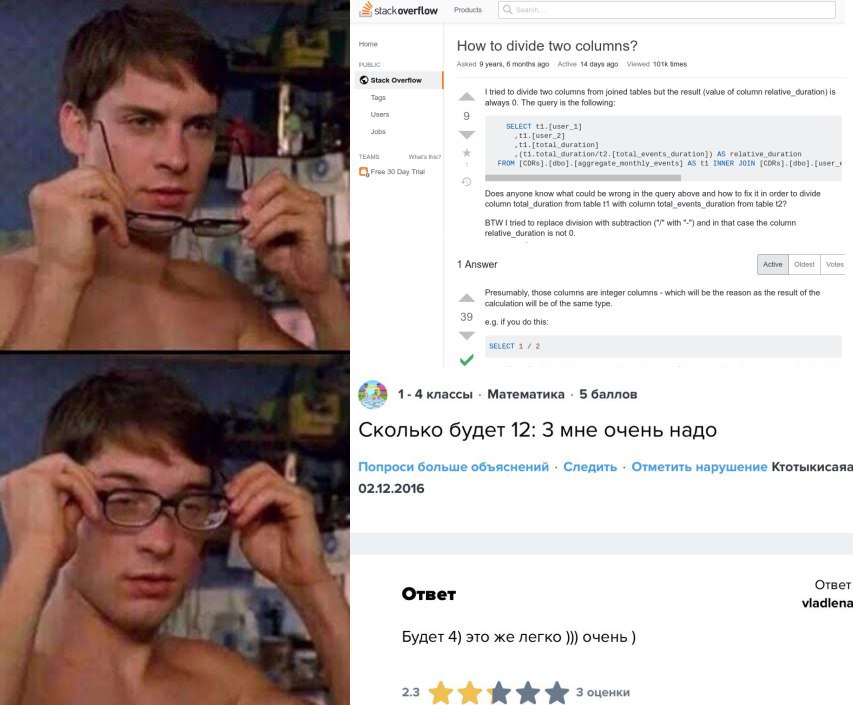 stackoverflow
Products
Search...
Home
PUBLIC
Stack Overflow
Tags
Users
Jobs
TEAMS What's this?
Free 30 Day Trial
How to divide two columns?
Asked 9 years, 6 months ago Active 14 days ago Viewed 101k times
I tried to divide two columns from joined tables but the result (value of column relative_duration) is
always 0. The query is the following:
9
SELECT t1.[user_1]
,t1.[user_2]
,t1.[total_duration]
,(t1.total_duration/t2.[total_events_duration]) AS relative_duration
FROM [CDRs].[dbo].[aggregate_monthly_events] AS t1 INNER JOIN [CDRs].[dbo].[user_e
1
Does anyone know what could be wrong in the query above and how to fix it in order to divide
column total_duration from table t1 with column total_events_duration from table t2?
BTW I tried to replace division with subtraction ("/" with "-") and in that case the column
relative_duration is not 0.
1 Answer
Active Oldest Votes
Presumably, those columns are integer columns - which will be the reason as the result of the
calculation will be of the same type.
39
e.g. if you do this:
SELECT 1 / 2
1 - 4 классы · Математика · 5 баллов
Сколько будет 12: 3 мне очень надо
Попроси больше объяснений · Следить · Отметить нарушение Ктотыкисаяа
02.12.2016
Ответ
Ответ
vladlena
Будет 4) это же легко ))) очень )
2.3 3 оценки